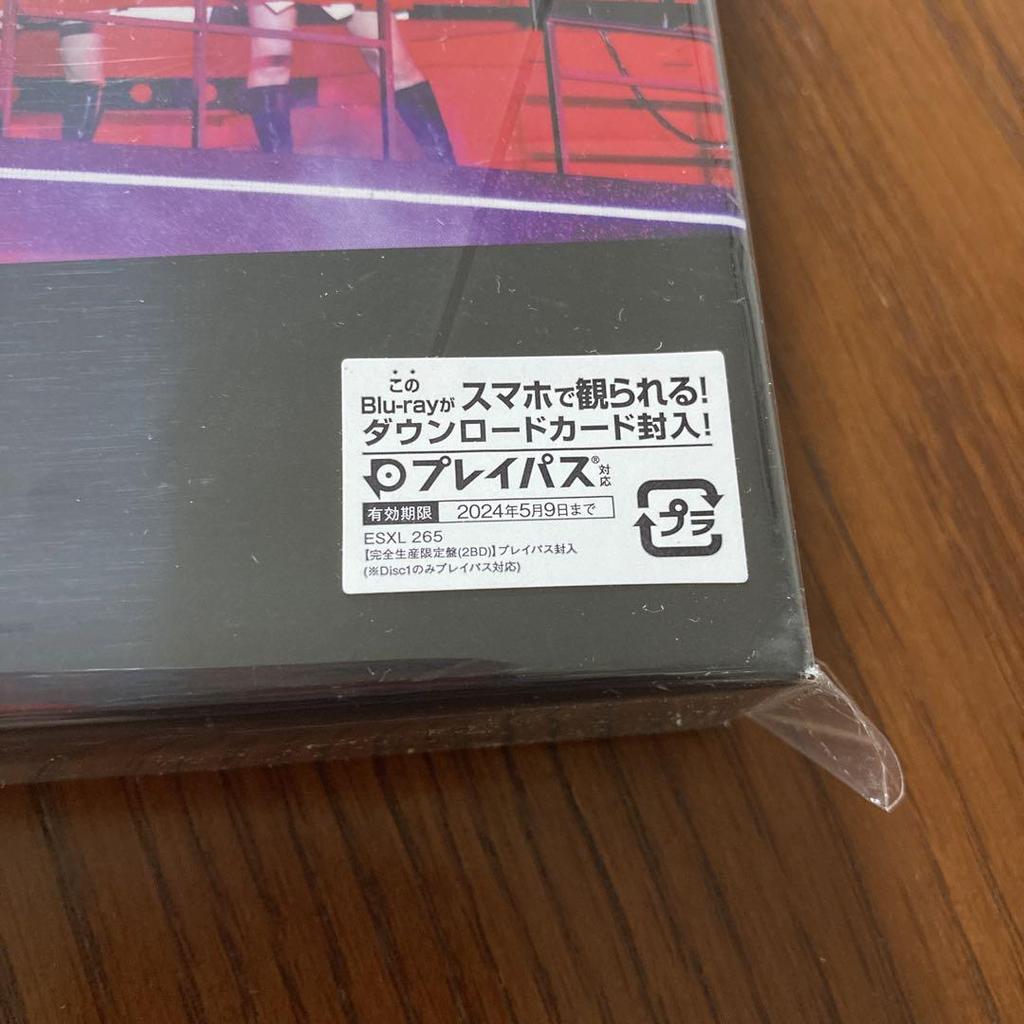 この
Blu-rayが スマホで観られる!
ダウンロードカード封入!
プレイパス® 対応
有効期限 2024年5月9日まで
ESXL 265
【完全生産限定盤(2BD)】プレイパス封入
(※Disc1のみプレイパス対応)
プラ